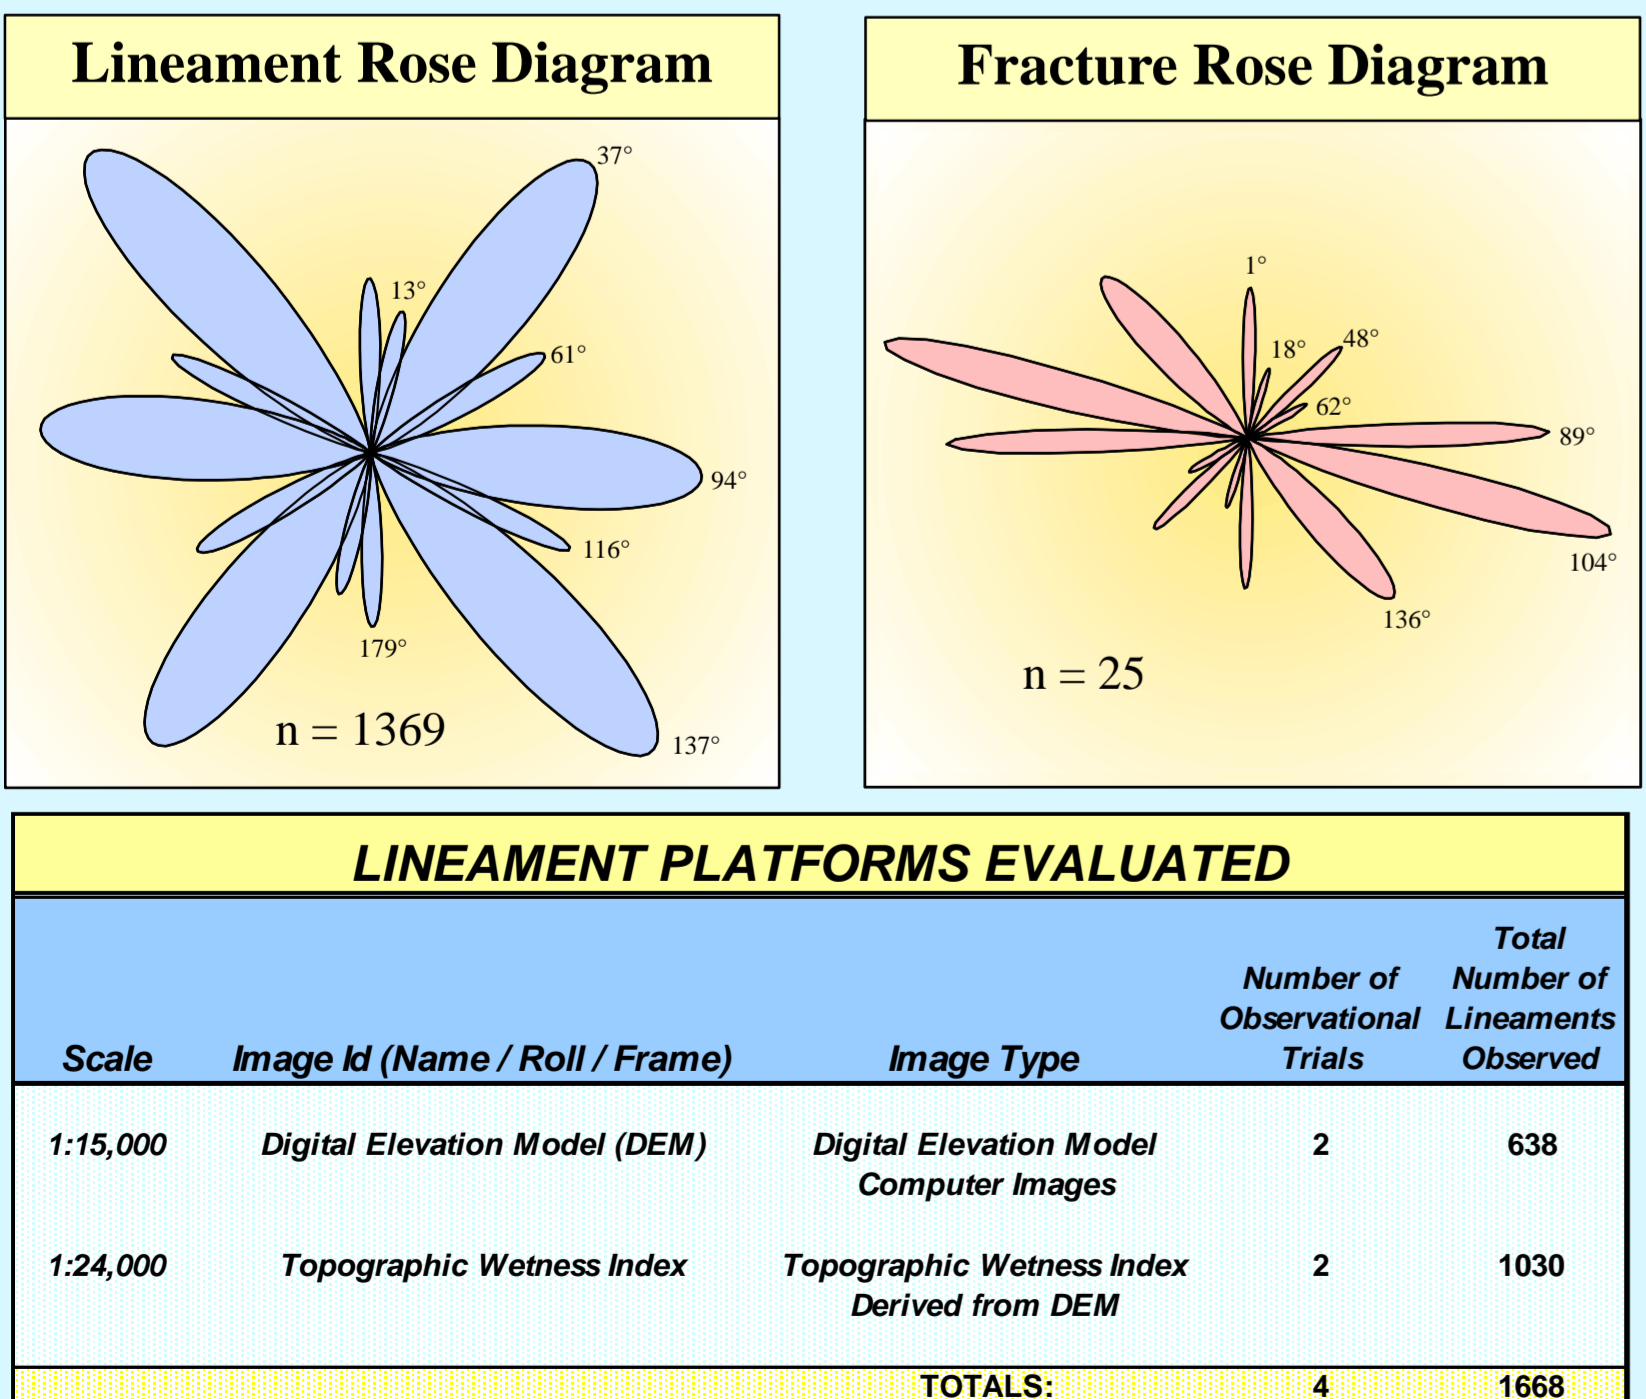 Lineament Rose Diagram
37°
13°
61°
94°
116°
179°
n = 1369
137°
Fracture Rose Diagram
1°
18°
48°
62°
89°
104°
136°
n = 25
LINEAMENT PLATFORMS EVALUATED
Scale
Image Id (Name / Roll / Frame)
Image Type
Number of
Observational
Trials
Total
Number of
Lineaments
Observed
1:15,000 Digital Elevation Model (DEM) Digital Elevation Model 2 638
Computer Images
1:24,000 Topographic Wetness Index Topographic Wetness Index 2 1030
Derived from DEM
TOTALS: 4 1668